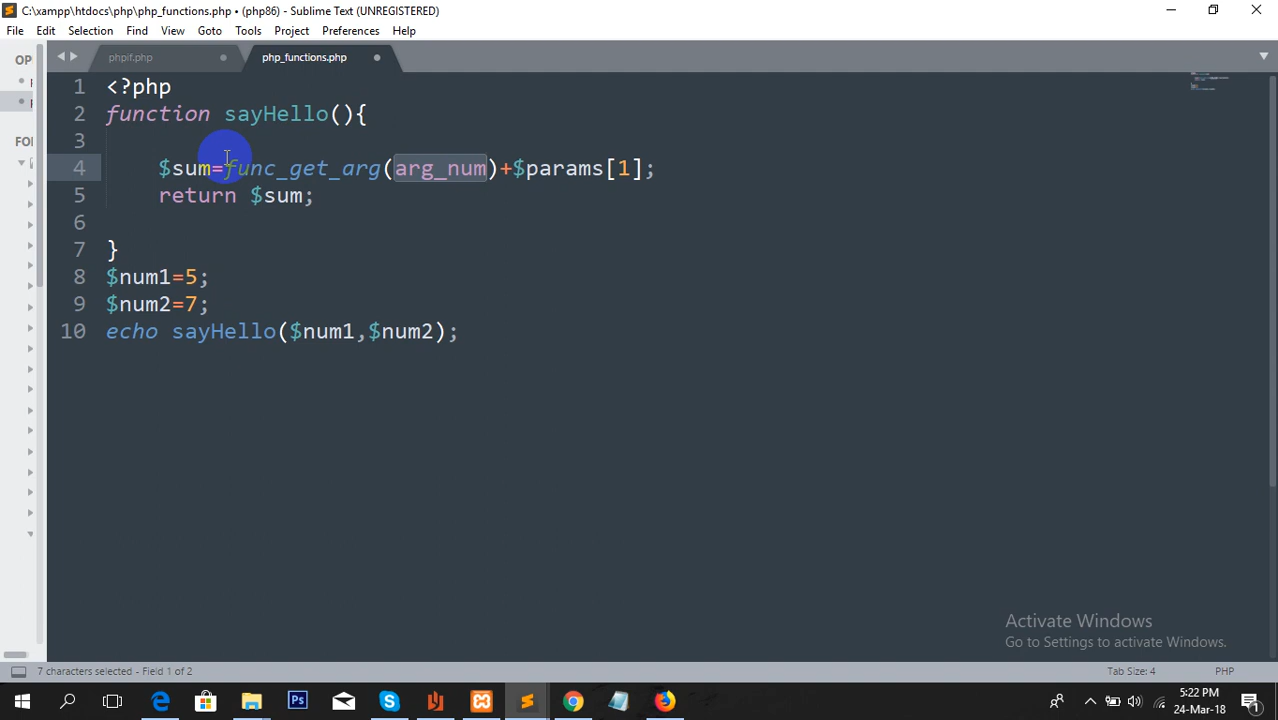 C:\xampp\htdocs\php\php_functions.php • (php86) - Sublime Text (UNREGISTERED)
File Edit Selection Find View Goto Tools Project Preferences Help
OP
phpif.php
php_functions.php
FO
1 <?php
2 function sayHello(){
3
4 $sum=func_get_arg(arg_num)+$params[1];
5 return $sum;
6
7 }
8 $num1=5;
9 $num2=7;
10 echo sayHello($num1,$num2);
Activate Windows
Go to Settings to activate Windows.
7 characters selected - Field 1 of 2
Tab Size: 4
PHP
Ps
5:22 PM
24-Mar-18
1